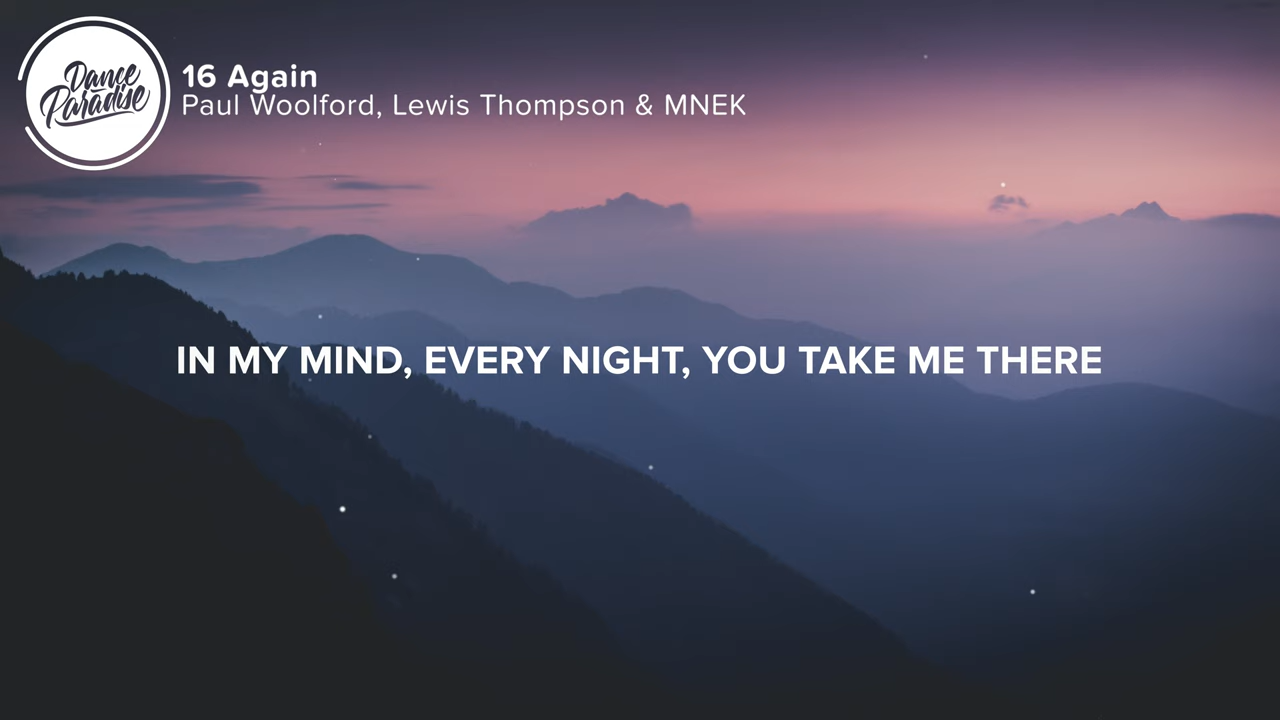 Dance
Paradise
16 Again
Paul Woolford, Lewis Thompson & MNEK
IN MY MIND, EVERY NIGHT, YOU TAKE ME THERE